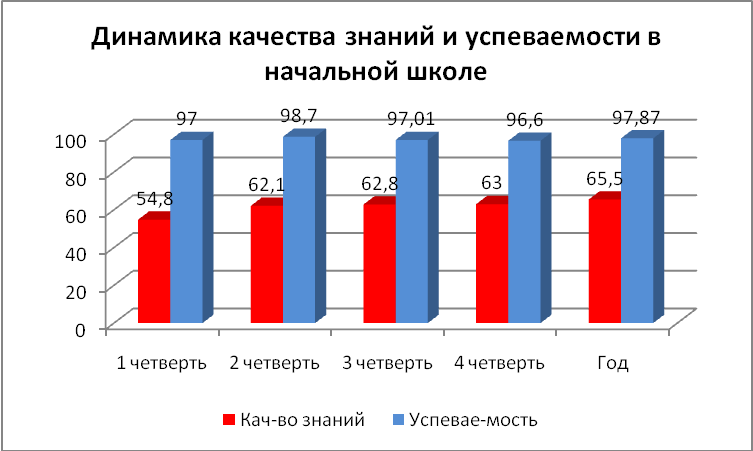 Динамика качества знаний и успеваемости в
начальной школе
97
98,7
97,01
96,6
97,87
54,8
62,1
62,8
63
65,5
100
80
60
40
20
0
1 четверть
2 четверть
3 четверть
4 четверть
Год
Кач-во знаний
Успевае-мость